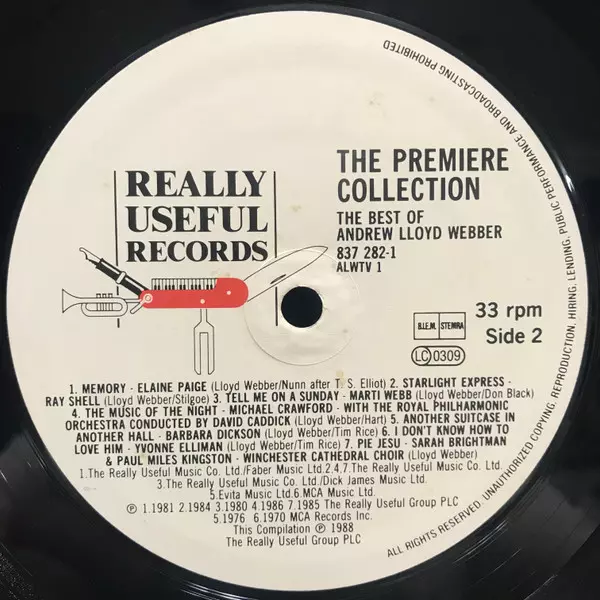 REALLY
USEFUL
RECORDS
THE PREMIERE
COLLECTION
THE BEST OF
ANDREW LLOYD WEBBER
837 282-1
ALWTV 1
B.I.E.M. STEMRA
LC 0309
33 rpm
Side 2
1. MEMORY - ELAINE PAIGE (Lloyd Webber/Nunn after T. S. Elliot) 2. STARLIGHT EXPRESS -
RAY SHELL (Lloyd Webber/Stilgoe) 3. TELL ME ON A SUNDAY - MARTI WEBB (Lloyd Webber/Don Black)
4. THE MUSIC OF THE NIGHT - MICHAEL CRAWFORD - WITH THE ROYAL PHILHARMONIC
ORCHESTRA CONDUCTED BY DAVID CADDICK (Lloyd Webber/Hart) 5. ANOTHER SUITCASE IN
ANOTHER HALL - BARBARA DICKSON (Lloyd Webber/Tim Rice) 6. I DON'T KNOW HOW TO
LOVE HIM - YVONNE ELLIMAN (Lloyd Webber/Tim Rice) 7. PIE JESU - SARAH BRIGHTMAN
& PAUL MILES KINGSTON - WINCHESTER CATHEDRAL CHOIR (Lloyd Webber)
1.The Really Useful Music Co. Ltd./Faber Music Ltd.2,4,7.The Really Useful Music Co. Ltd.
3.The Really Useful Music Co. Ltd./Dick James Music Ltd.
5.Evita Music Ltd.6.MCA Music Ltd.
℗ 1.1981 2.1984 3.1980 4.1986 7.1985 The Really Useful Group PLC
5.1976 6.1970 MCA Records Inc.
This Compilation ℗ 1988
The Really Useful Group PLC
ALL RIGHTS RESERVED. UNAUTHORIZED COPYING, REPRODUCTION, HIRING, LENDING, PUBLIC PERFORMANCE AND BROADCASTING PROHIBITED